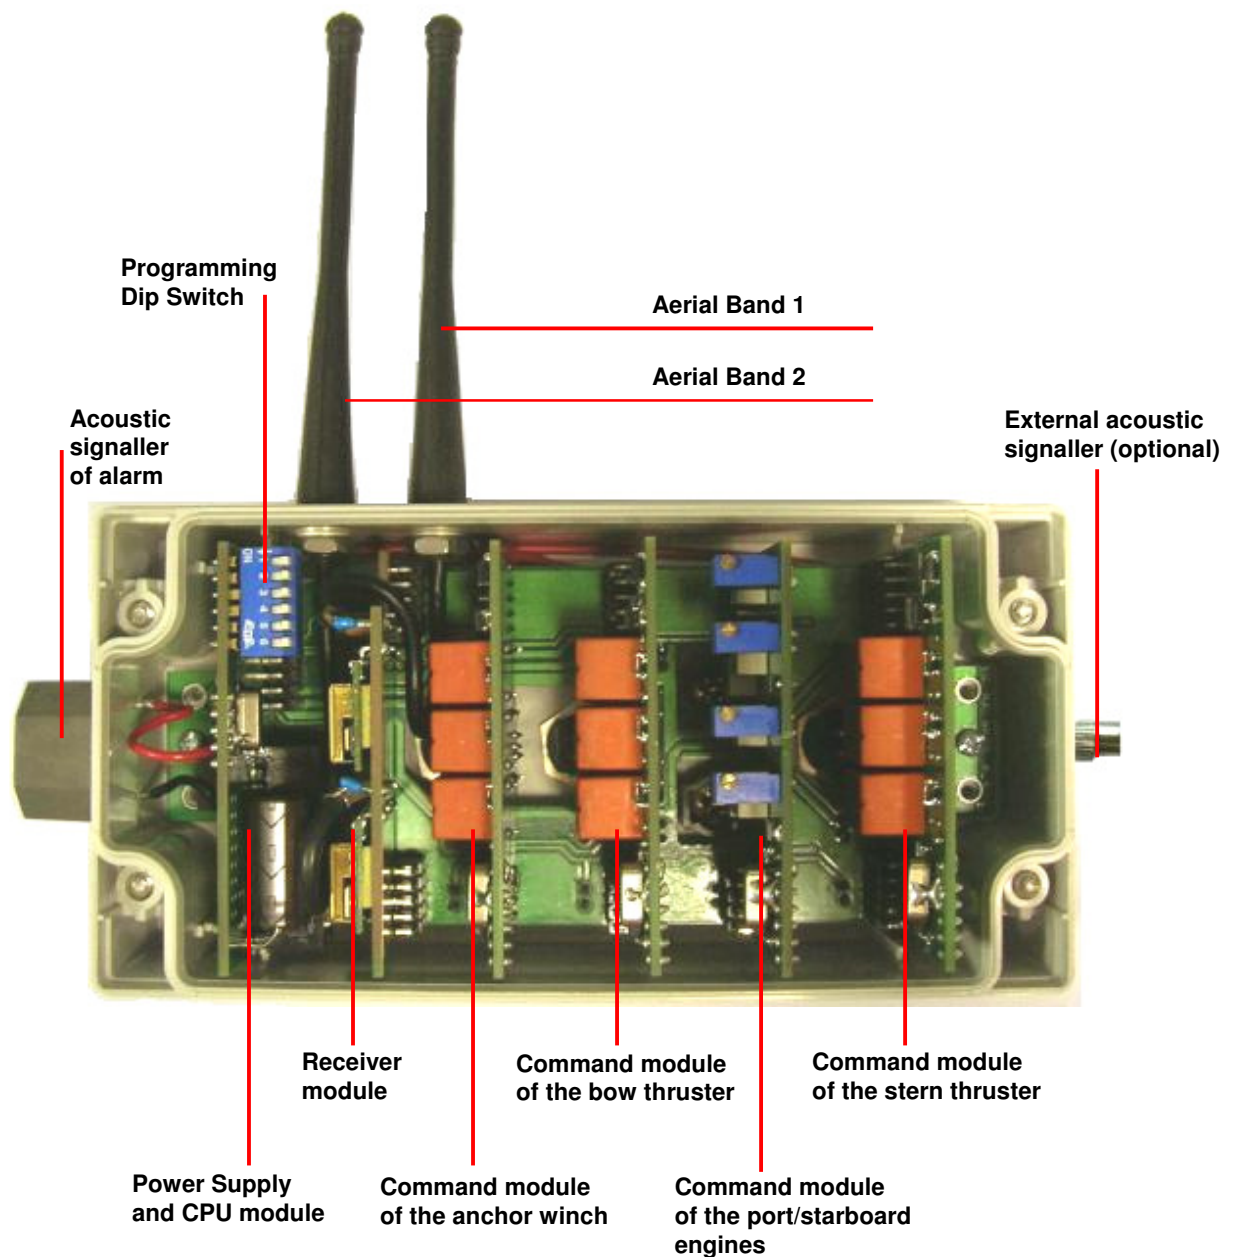 Programming
Dip Switch
Aerial Band 1
Aerial Band 2
Acoustic
signaller
of alarm
External acoustic
signaller (optional)
ON
Receiver
module
Command module
of the bow thruster
Command module
of the stern thruster
Power Supply
and CPU module
Command module
of the anchor winch
Command module
of the port/starboard
engines